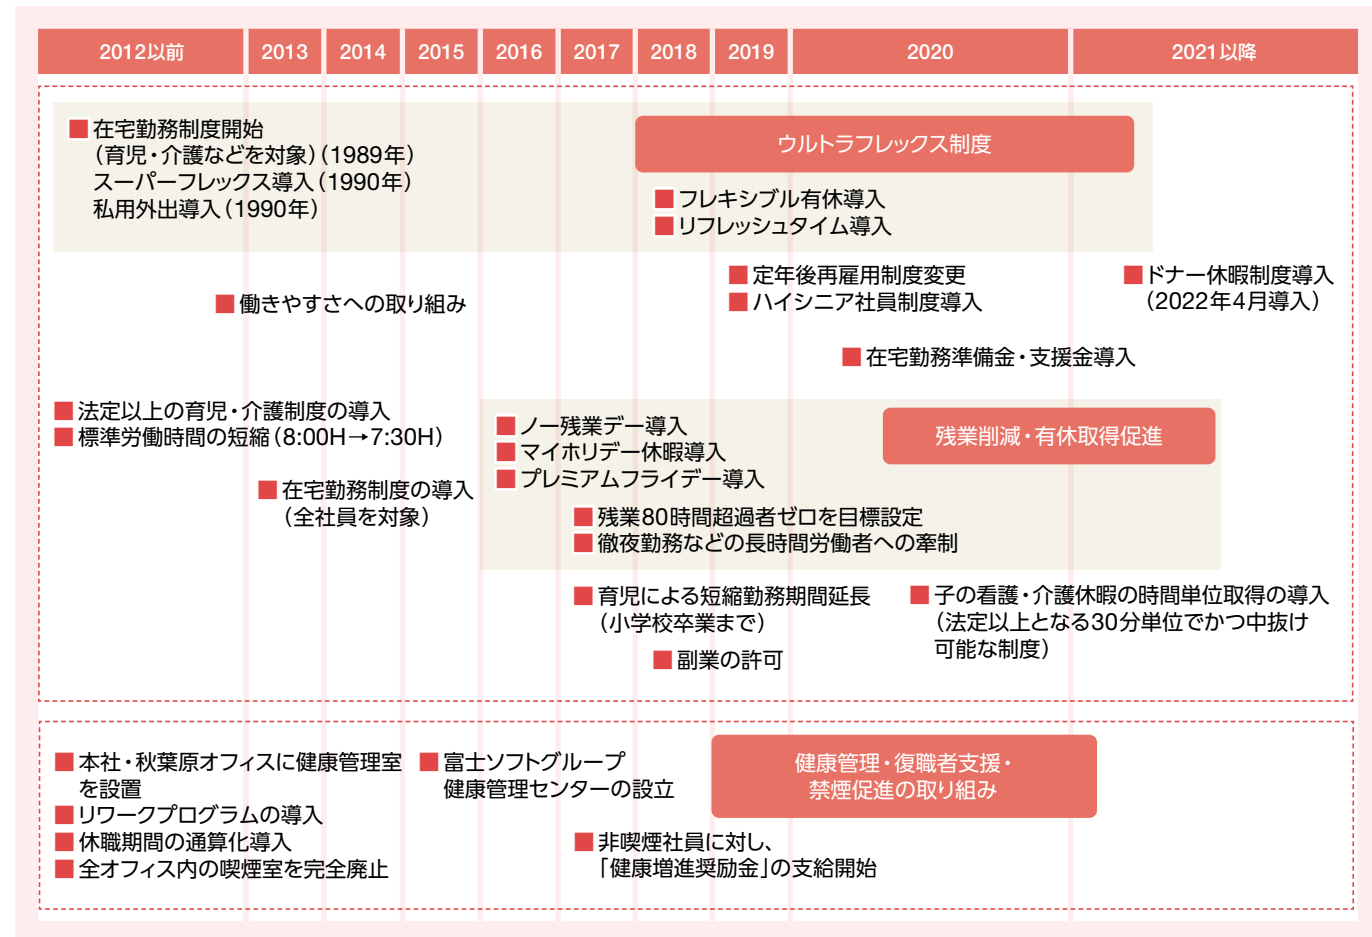 2012以前 2013 2014 2015 2016 2017 2018 2019 2020 2021以降
■在宅勤務制度開始
（育児・介護などを対象）（1989年）
スーパーフレックス導入（1990年）
私用外出導入（1990年）
ウルトラフレックス制度
■フレキシブル有休導入
■リフレッシュタイム導入
■働きやすさへの取り組み
■定年後再雇用制度変更
■ハイシニア社員制度導入
■ドナー休暇制度導入
（2022年4月導入）
■在宅勤務準備金・支援金導入
■法定以上の育児・介護制度の導入
■標準労働時間の短縮（8:00H→7:30H）
■在宅勤務制度の導入
（全社員を対象）
■ノー残業デー導入
■マイホリデー休暇導入
■プレミアムフライデー導入
残業削減・有休取得促進
■残業80時間超過者ゼロを目標設定
■徹夜勤務などの長時間労働者への牽制
■育児による短縮勤務期間延長
（小学校卒業まで）
■副業の許可
■子の看護・介護休暇の時間単位取得の導入
（法定以上となる30分単位でかつ中抜け
可能な制度）
■本社・秋葉原オフィスに健康管理室
を設置
■リワークプログラムの導入
■休職期間の通算化導入
■全オフィス内の喫煙室を完全廃止
■富士ソフトグループ
健康管理センターの設立
健康管理・復職者支援・
禁煙促進の取り組み
■非喫煙社員に対し、
「健康増進奨励金」の支給開始